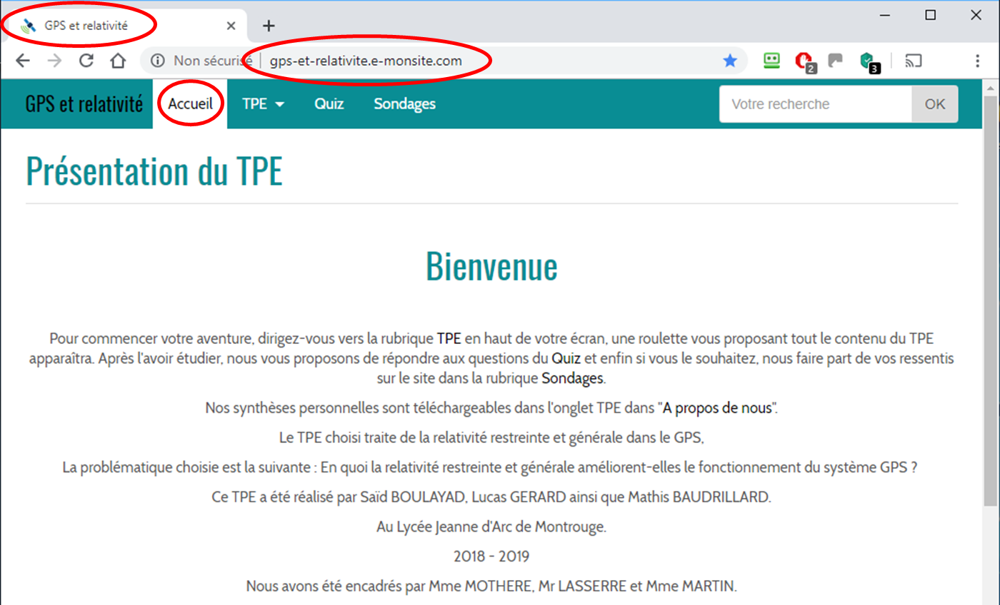 GPS et relativité
Non sécurisé | gps-et-relativite.e-monsite.com
2
3
GPS et relativité Accueil TPE Quiz Sondages Votre recherche OK
Présentation du TPE
Bienvenue
Pour commencer votre aventure, dirigez-vous vers la rubrique TPE en haut de votre écran, une roulette vous proposant tout le contenu du TPE
apparaîtra. Après l'avoir étudier, nous vous proposons de répondre aux questions du Quiz et enfin si vous le souhaitez, nous faire part de vos ressentis
sur le site dans la rubrique Sondages.
Nos synthèses personnelles sont téléchargeables dans l'onglet TPE dans "A propos de nous".
Le TPE choisi traite de la relativité restreinte et générale dans le GPS,
La problématique choisie est la suivante : En quoi la relativité restreinte et générale améliorent-elles le fonctionnement du système GPS ?
Ce TPE a été réalisé par Saïd BOULAYAD, Lucas GERARD ainsi que Mathis BAUDRILLARD.
Au Lycée Jeanne d'Arc de Montrouge.
2018 - 2019
Nous avons été encadrés par Mme MOTHERE, Mr LASSERRE et Mme MARTIN.